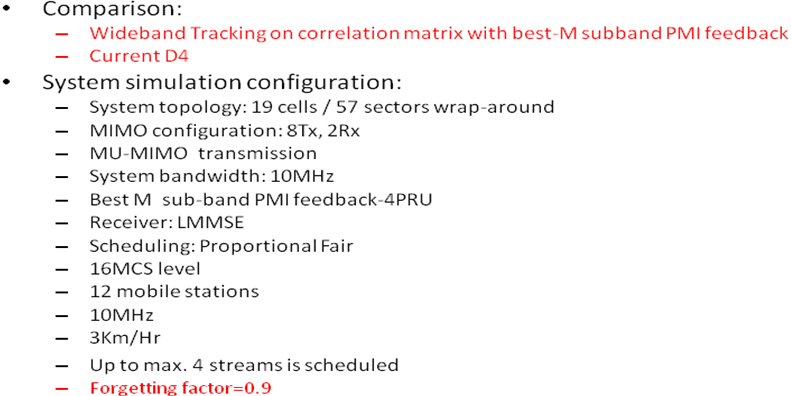 • Comparison:
– Wideband Tracking on correlation matrix with best-M subband PMI feedback
– Current D4
• System simulation configuration:
– System topology: 19 cells / 57 sectors wrap-around
– MIMO configuration: 8Tx, 2Rx
– MU-MIMO transmission
– System bandwidth: 10MHz
– Best M sub-band PMI feedback-4PRU
– Receiver: LMMSE
– Scheduling: Proportional Fair
– 16MCS level
– 12 mobile stations
– 10MHz
– 3Km/Hr
– Up to max. 4 streams is scheduled
– Forgetting factor=0.9